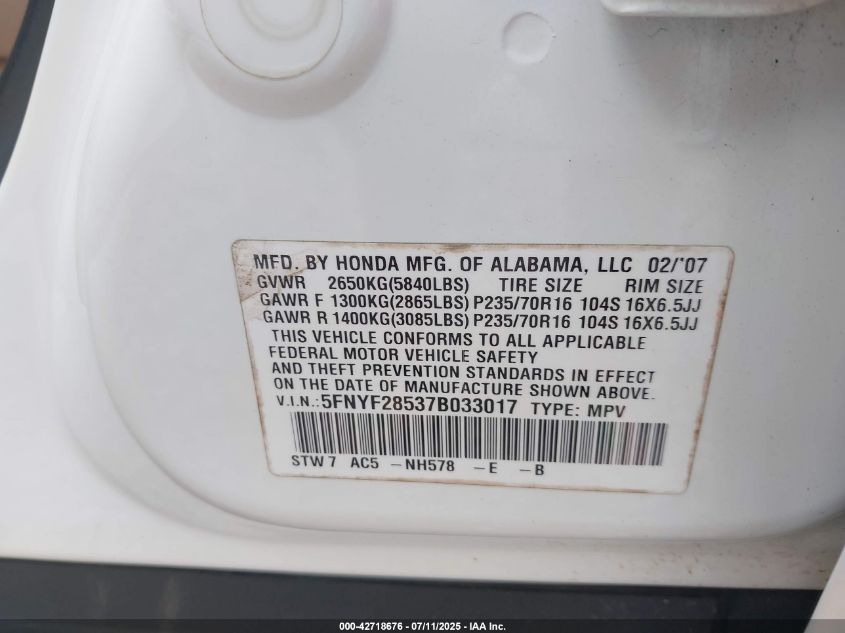 MFD. BY HONDA MFG. OF ALABAMA, LLC 02/'07
GVWR 2650KG(5840LBS) TIRE SIZE RIM SIZE
GAWR F 1300KG(2865LBS) P235/70R16 104S 16X6.5JJ
GAWR R 1400KG(3085LBS) P235/70R16 104S 16X6.5JJ
THIS VEHICLE CONFORMS TO ALL APPLICABLE
FEDERAL MOTOR VEHICLE SAFETY
AND THEFT PREVENTION STANDARDS IN EFFECT
ON THE DATE OF MANUFACTURE SHOWN ABOVE.
V.I.N.:5FNYF28537B033017 TYPE: MPV
STW7 AC5 -NH578 -E -B
000-42718676 - 07/11/2025 - IAA Inc.